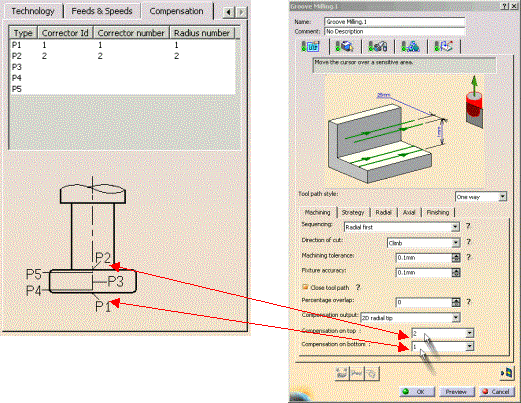 Technology Feeds & Speeds Compensation
Type Corrector Id Corrector number Radius number
P1 1 1 1
P2 2 2 2
P3
P4
P5
P2
P5
P3
P4
P1
Groove Milling.1
Name: Groove Milling.1
Comment: No Description
Move the cursor over a sensitive area.
Tool path style: One way
Machining Strategy Radial Axial Finishing
Sequencing: Radial first ?
Direction of cut: Climb ?
Machining tolerance: 0.1mm ?
Fixture accuracy: 0.1mm ?
Close tool path ?
Percentage overlap: 0 ?
Compensation output: 2D radial tip
Compensation on top : 2
Compensation on bottom : 1
OK Preview Cancel